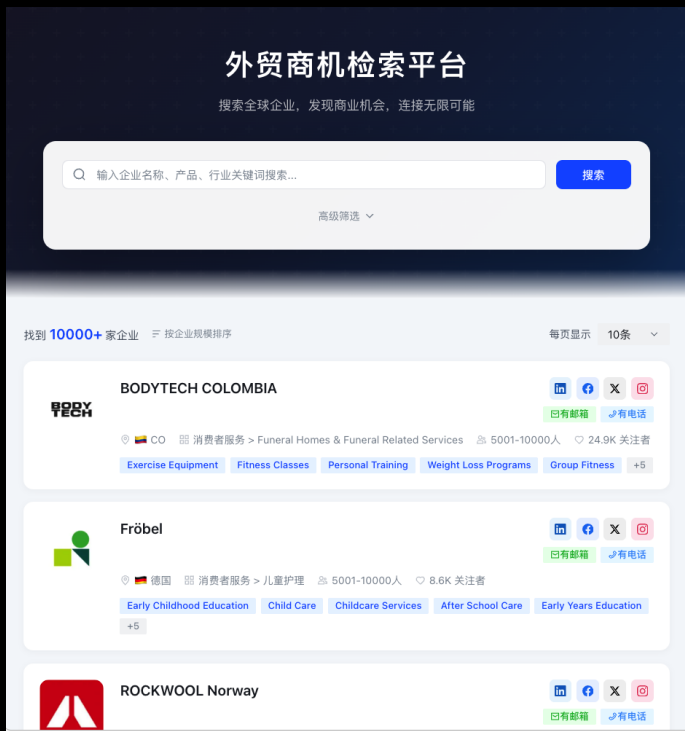 外贸商机检索平台
搜索全球企业，发现商业机会，连接无限可能
输入企业名称、产品、行业关键词搜索...
搜索
高级筛选
找到 10000+ 家企业 按企业规模排序 每页显示 10条
BODY
TECH
BODYTECH COLOMBIA
有邮箱 有电话
CO 消费者服务 > Funeral Homes & Funeral Related Services 5001-10000人 24.9K 关注者
Exercise Equipment Fitness Classes Personal Training Weight Loss Programs Group Fitness +5
Fröbel
有邮箱 有电话
德国 消费者服务 > 儿童护理 5001-10000人 8.6K 关注者
Early Childhood Education Child Care Childcare Services After School Care Early Years Education
+5
ROCKWOOL Norway
有邮箱 有电话